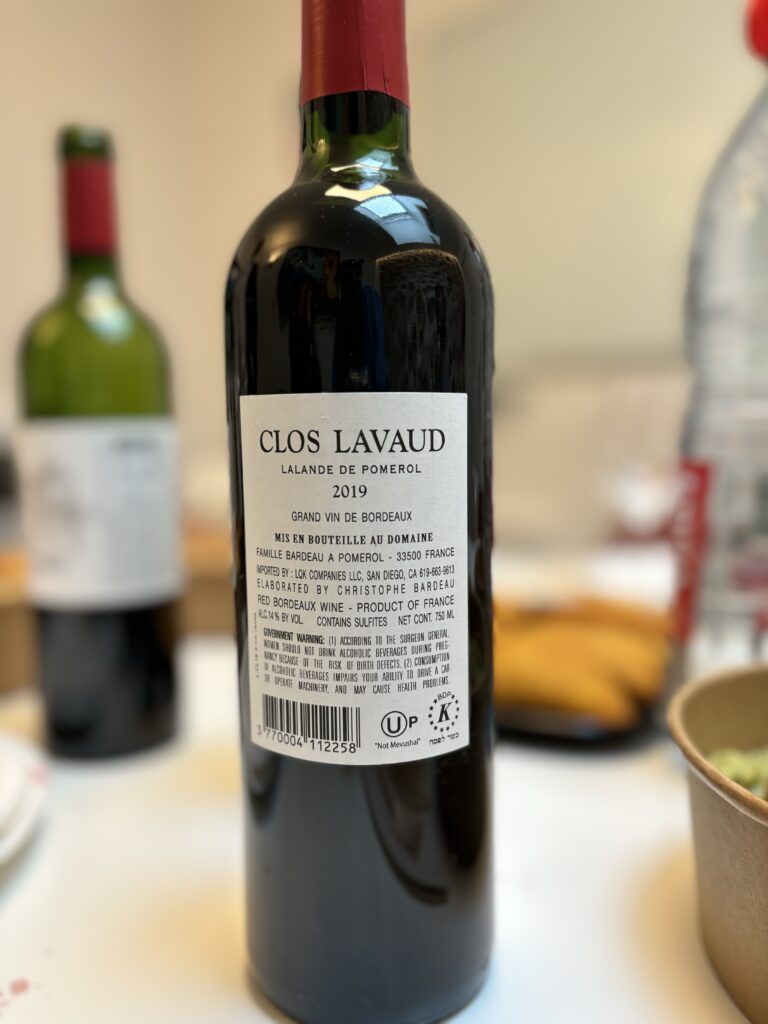 CLOS LAVAUD
LALANDE DE POMEROL
2019
GRAND VIN DE BORDEAUX
MIS EN BOUTEILLE AU DOMAINE
FAMILLE BARDEAU A POMEROL - 33500 FRANCE
IMPORTED BY : LQK COMPANIES LLC, SAN DIEGO, CA 619-663-9613
ELABORATED BY CHRISTOPHE BARDEAU
RED BORDEAUX WINE - PRODUCT OF FRANCE
ALC.14 % BY VOL CONTAINS SULFITES NET CONT. 750 ML
GOVERNMENT WARNING: (1) ACCORDING TO THE SURGEON GENERAL
WOMEN SHOULD NOT DRINK ALCOHOLIC BEVERAGES DURING PREG-
NANCY BECAUSE OF THE RISK OF BIRTH DEFECTS. (2) CONSUMPTION
OF ALCOHOLIC BEVERAGES IMPAIRS YOUR ABILITY TO DRIVE A CAR
OR OPERATE MACHINERY, AND MAY CAUSE HEALTH PROBLEMS.
3 770004 112258
U P
"Not Mevushal"
BDP
K
כשר לפסח